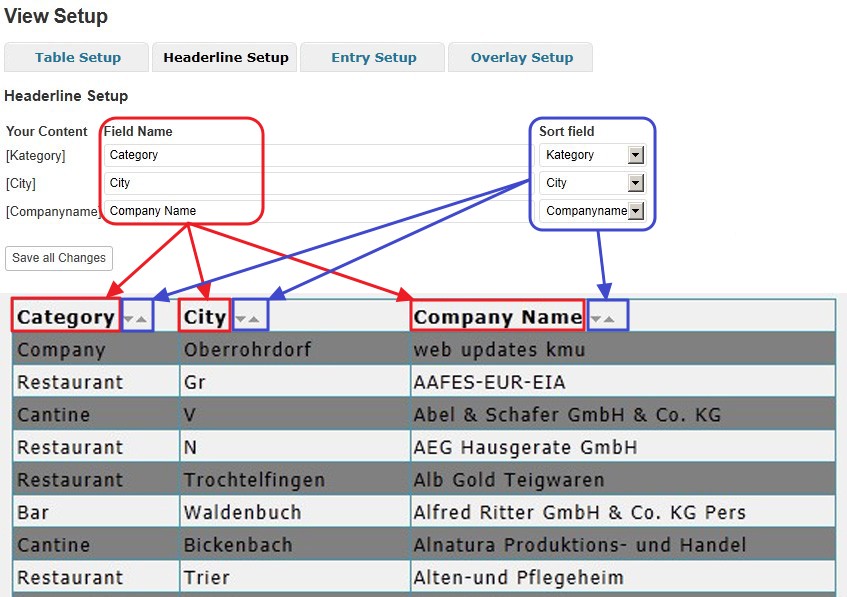 View Setup
Table Setup Headerline Setup Entry Setup Overlay Setup
Headerline Setup
Your Content Field Name Sort field
[Kategory] Category Kategory
[City] City City
[Companyname] Company Name Companyname
Save all Changes
Category City Company Name
Company Oberrohrdorf web updates kmu
Restaurant Gr AAFES-EUR-EIA
Cantine V Abel & Schafer GmbH & Co. KG
Restaurant N AEG Hausgerate GmbH
Restaurant Trochtelfingen Alb Gold Teigwaren
Bar Waldenbuch Alfred Ritter GmbH & Co. KG Pers
Cantine Bickenbach Alnatura Produktions- und Handel
Restaurant Trier Alten-und Pflegeheim